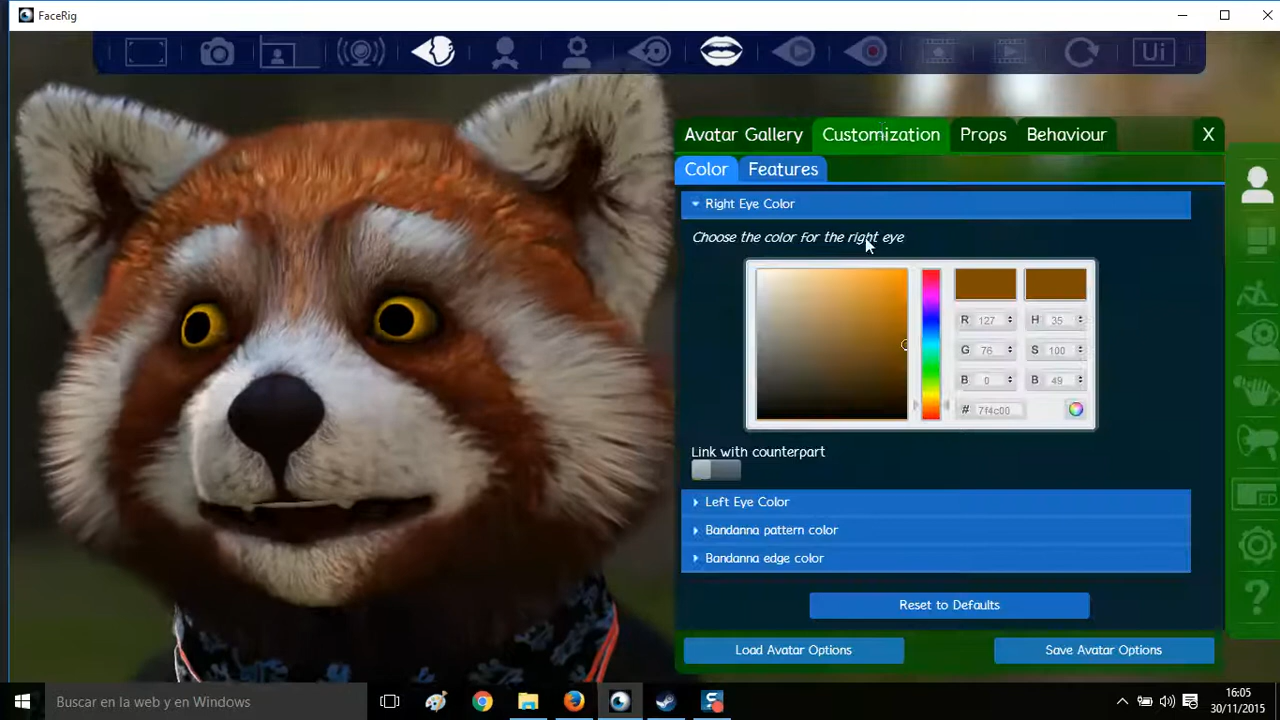 FaceRig
Ui
Avatar Gallery Customization Props Behaviour X
Color Features
Right Eye Color
Choose the color for the right eye
R 127 H 35
G 76 S 100
B 0 B 49
# 7f4c00
Link with counterpart
Left Eye Color
Bandanna pattern color
Bandanna edge color
ED
Reset to Defaults
Load Avatar Options Save Avatar Options
?
Buscar en la web y en Windows
16:05
30/11/2015